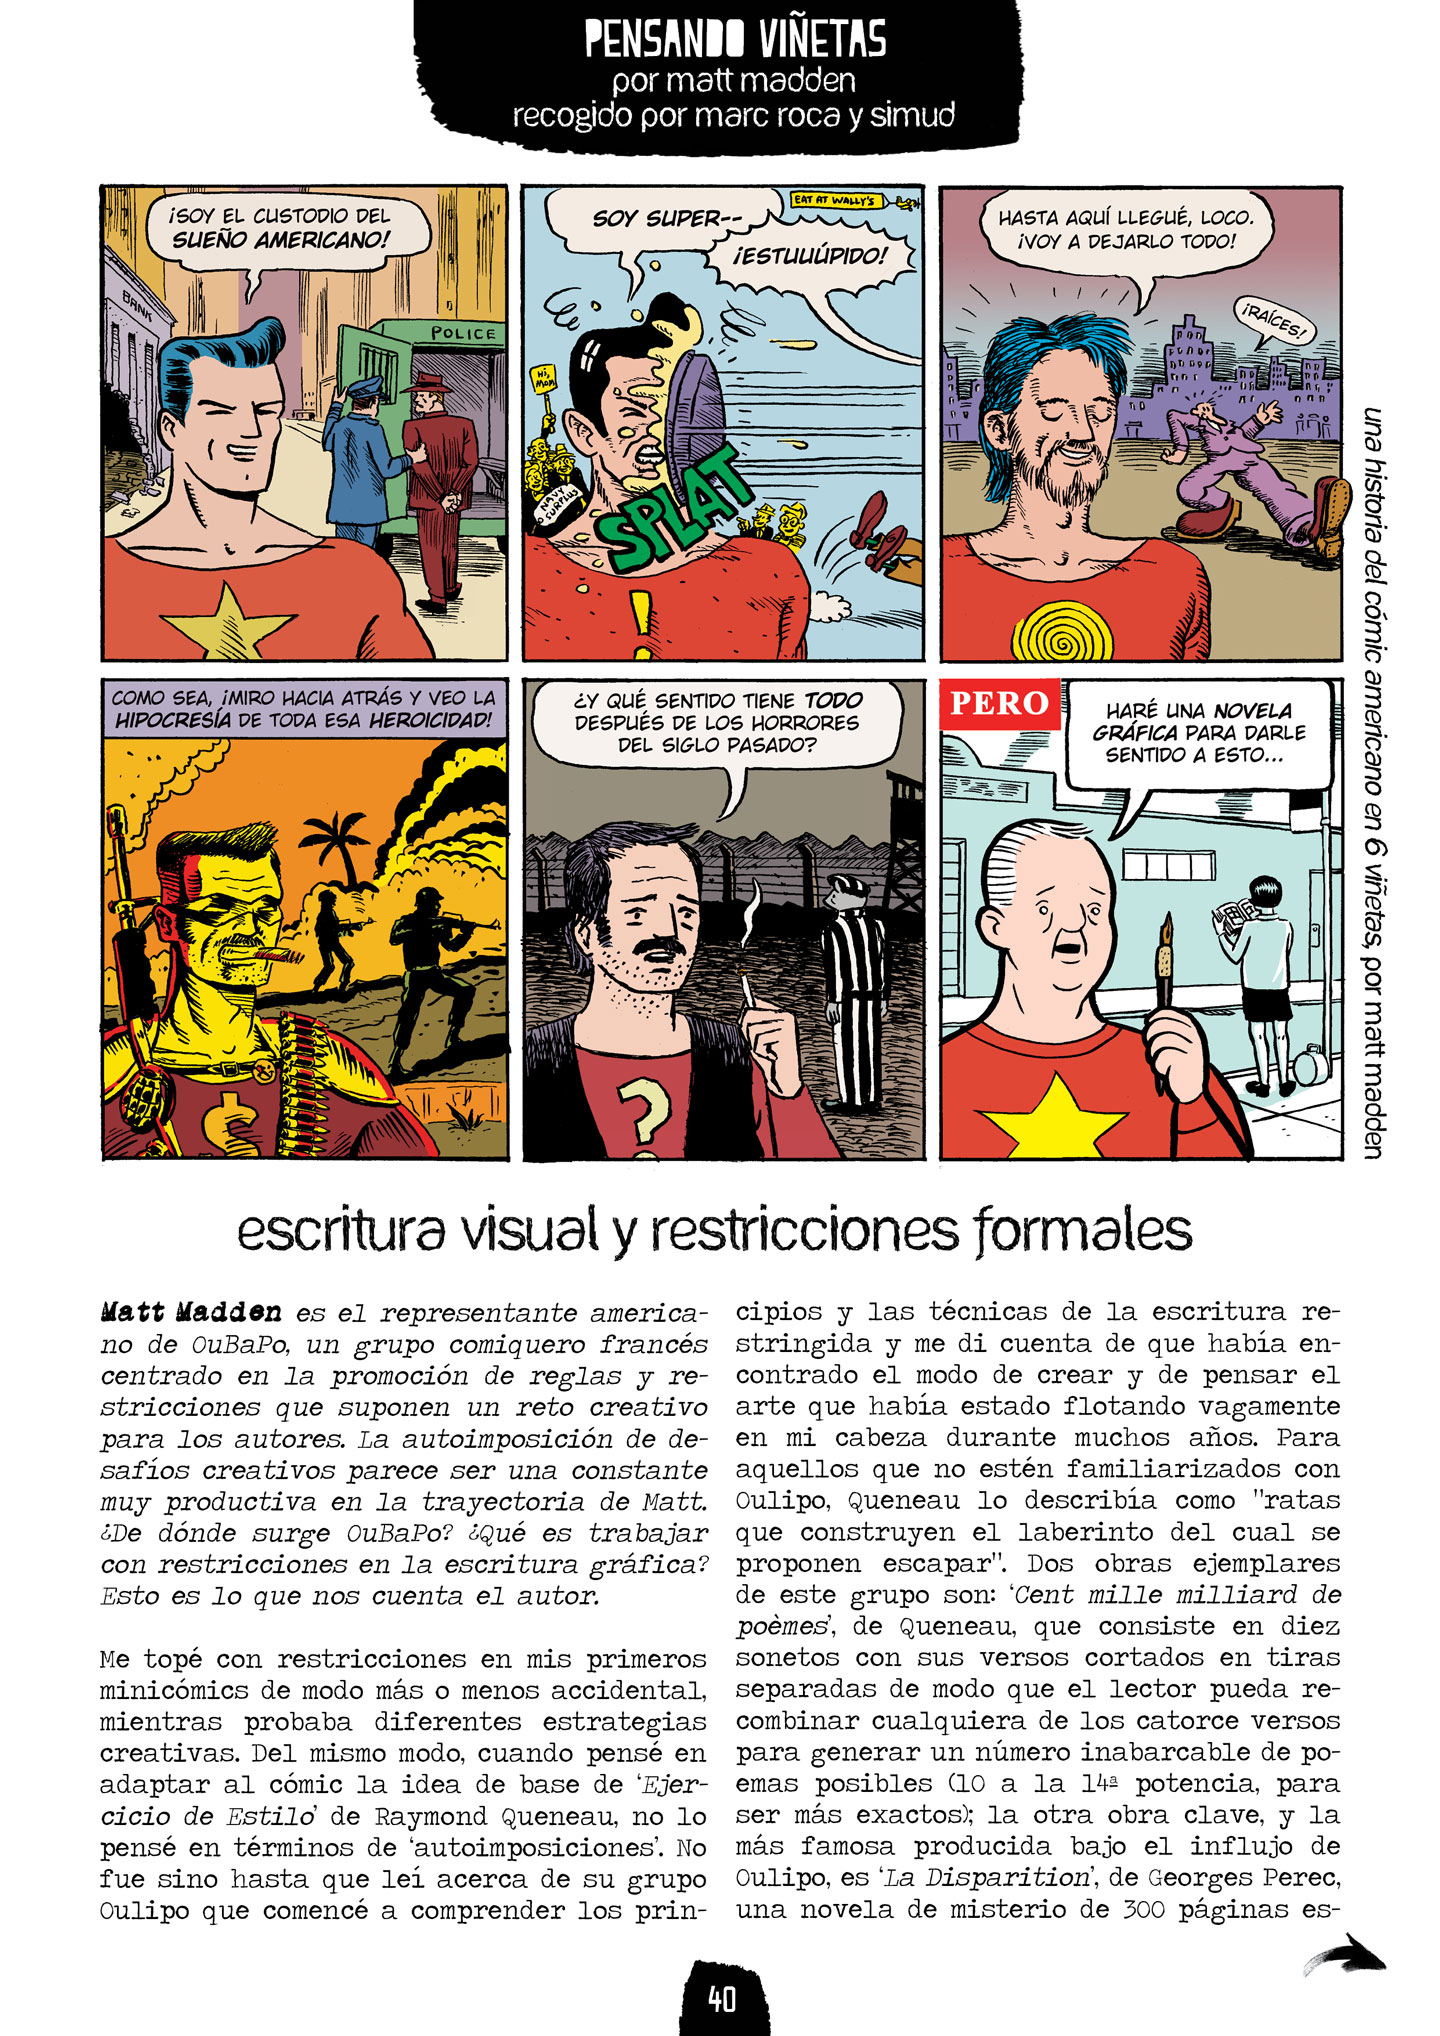 PENSANDO VIÑETAS
por matt madden
recogido por marc roca y simud
¡SOY EL CUSTODIO DEL
SUEÑO AMERICANO!
BANK
POLICE
SOY SUPER--
EAT AT WALLY'S
¡ESTUUÚPIDO!
HI, MOM
NAVY
SURPLUS
SPLAT
!
HASTA AQUÍ LLEGUÉ, LOCO.
¡VOY A DEJARLO TODO!
¡RAÍCES!
COMO SEA, ¡MIRO HACIA ATRÁS Y VEO LA
HIPOCRESÍA DE TODA ESA HEROICIDAD!
$
¿Y QUÉ SENTIDO TIENE TODO
DESPUÉS DE LOS HORRORES
DEL SIGLO PASADO?
?
PERO
HARÉ UNA NOVELA
GRÁFICA PARA DARLE
SENTIDO A ESTO...
una historia del cómic americano en 6 viñetas, por matt madden
escritura visual y restricciones formales
Matt Madden es el representante america-
no de OuBaPo, un grupo comiquero francés
centrado en la promoción de reglas y re-
stricciones que suponen un reto creativo
para los autores. La autoimposición de de-
safíos creativos parece ser una constante
muy productiva en la trayectoria de Matt.
¿De dónde surge OuBaPo? ¿Qué es trabajar
con restricciones en la escritura gráfica?
Esto es lo que nos cuenta el autor.
Me topé con restricciones en mis primeros
minicómics de modo más o menos accidental,
mientras probaba diferentes estrategias
creativas. Del mismo modo, cuando pensé en
adaptar al cómic la idea de base de ‘Ejer-
cicio de Estilo’ de Raymond Queneau, no lo
pensé en términos de ‘autoimposiciones’. No
fue sino hasta que leí acerca de su grupo
Oulipo que comencé a comprender los prin-
cipios y las técnicas de la escritura re-
stringida y me di cuenta de que había en-
contrado el modo de crear y de pensar el
arte que había estado flotando vagamente
en mi cabeza durante muchos años. Para
aquellos que no estén familiarizados con
Oulipo, Queneau lo describía como "ratas
que construyen el laberinto del cual se
proponen escapar". Dos obras ejemplares
de este grupo son: ‘Cent mille milliard de
poèmes’, de Queneau, que consiste en diez
sonetos con sus versos cortados en tiras
separadas de modo que el lector pueda re-
combinar cualquiera de los catorce versos
para generar un número inabarcable de po-
emas posibles (10 a la 14ª potencia, para
ser más exactos); la otra obra clave, y la
más famosa producida bajo el influjo de
Oulipo, es ‘La Disparition’, de Georges Perec,
una novela de misterio de 300 páginas es-
40